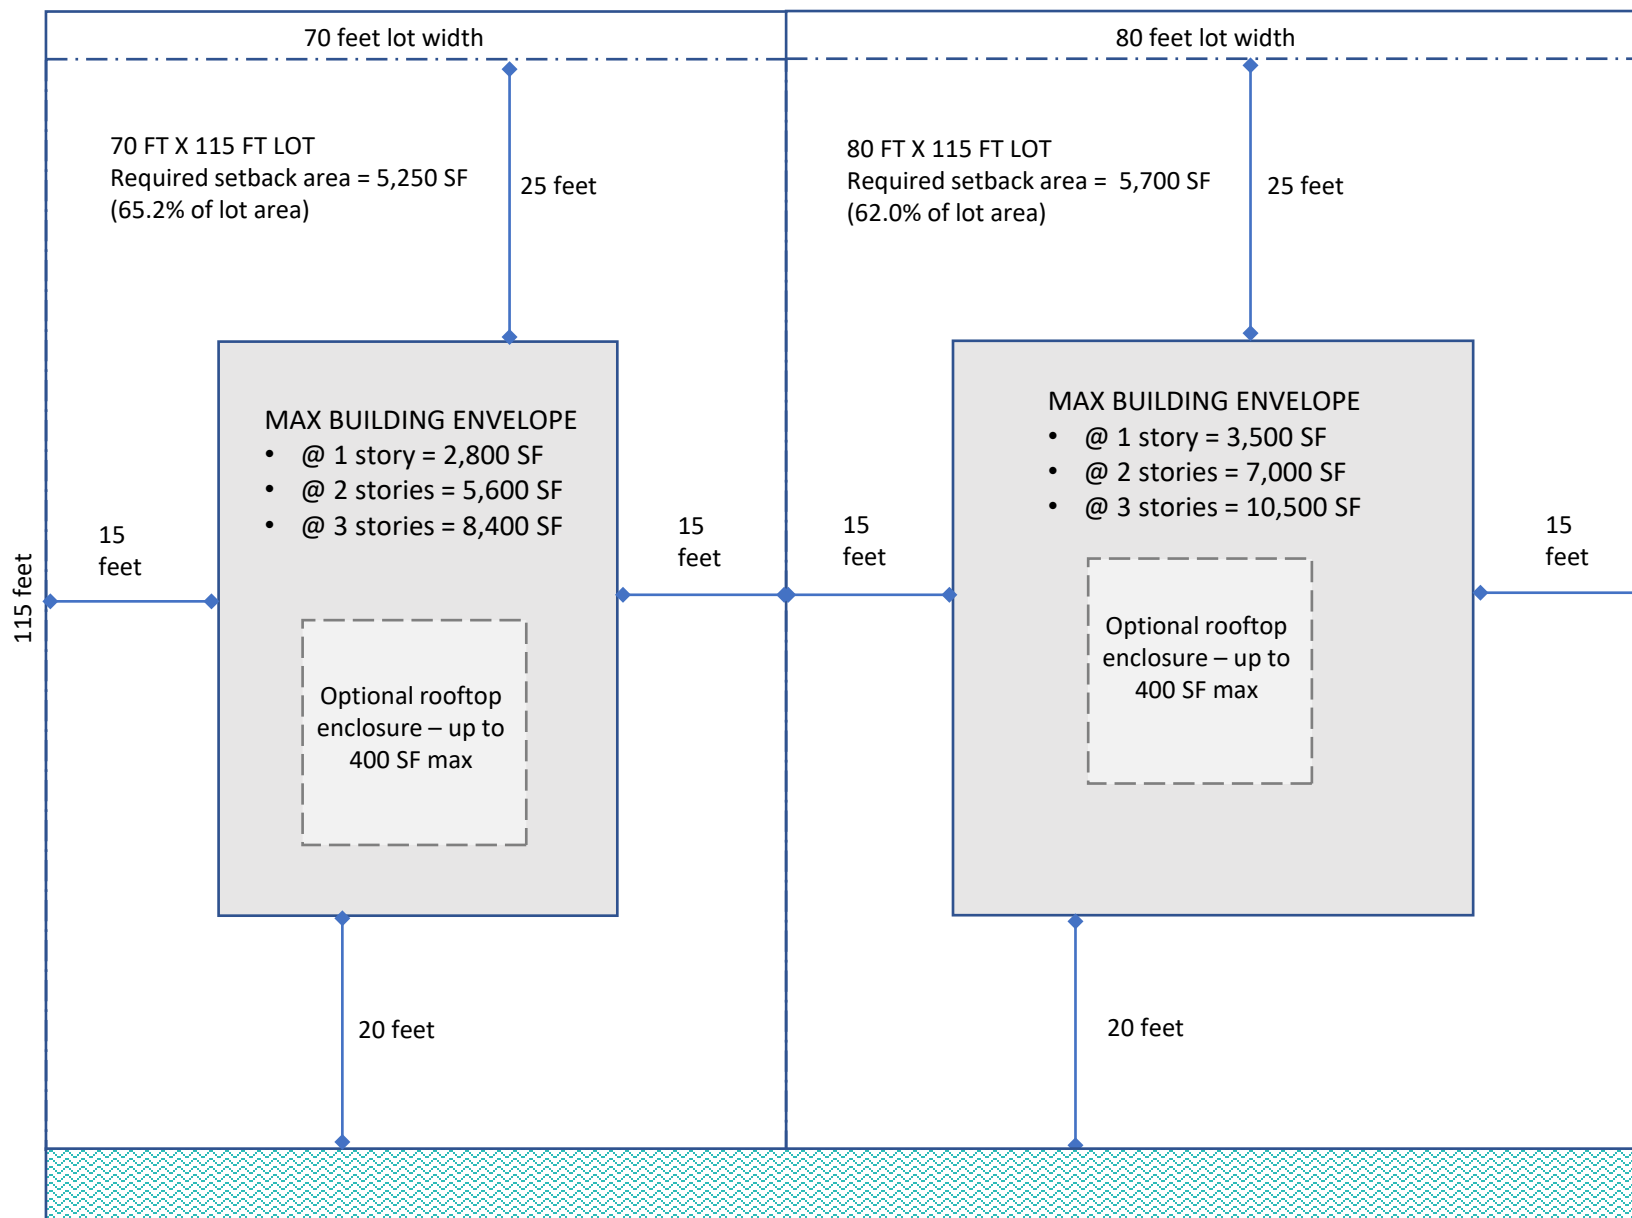 70 feet lot width
80 feet lot width
70 FT X 115 FT LOT
Required setback area = 5,250 SF
(65.2% of lot area)
25 feet
80 FT X 115 FT LOT
Required setback area =  5,700 SF
(62.0% of lot area)
25 feet
MAX BUILDING ENVELOPE
• @ 1 story = 2,800 SF
• @ 2 stories = 5,600 SF
• @ 3 stories = 8,400 SF
MAX BUILDING ENVELOPE
• @ 1 story = 3,500 SF
• @ 2 stories = 7,000 SF
• @ 3 stories = 10,500 SF
115 feet
15
feet
15
feet
15
feet
15
feet
Optional rooftop
enclosure – up to
400 SF max
Optional rooftop
enclosure – up to
400 SF max
20 feet
20 feet